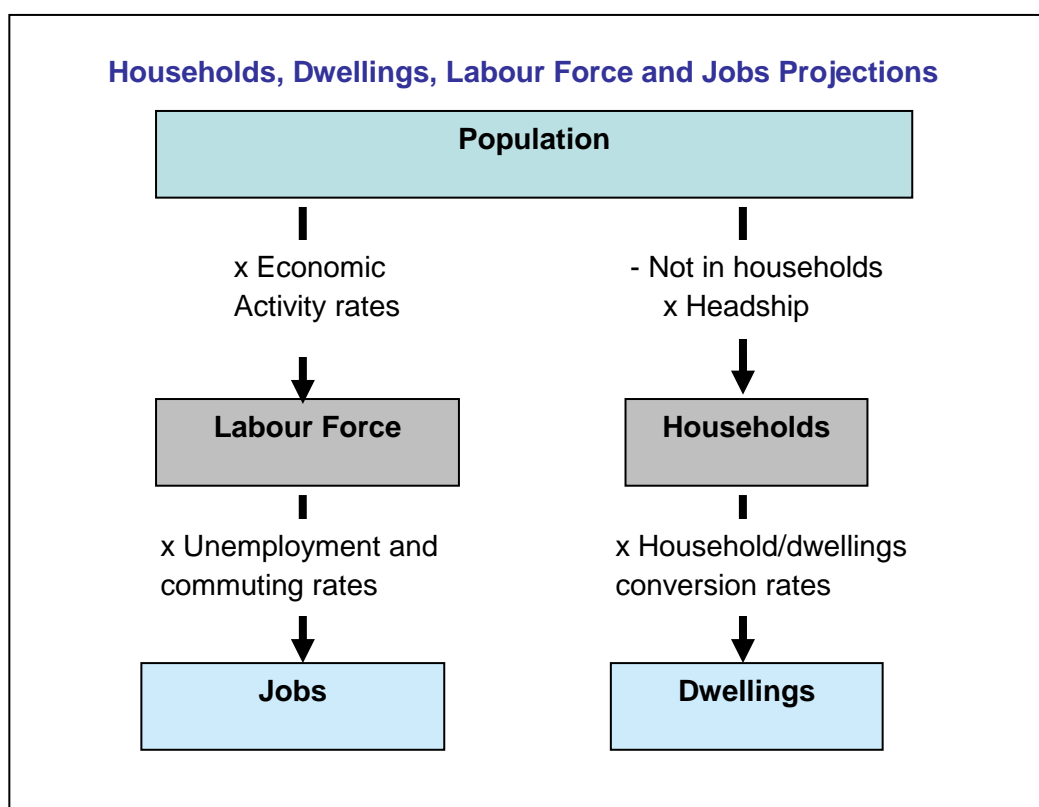 Households, Dwellings, Labour Force and Jobs Projections
Population
x Economic
Activity rates
- Not in households
x Headship
Labour Force
Households
x Unemployment and
commuting rates
x Household/dwellings
conversion rates
Jobs
Dwellings